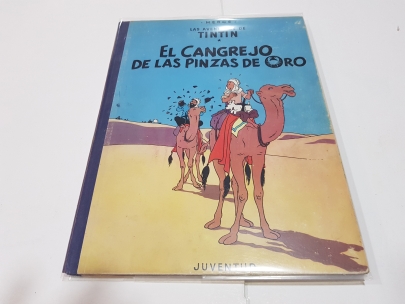 HERGÉ
LAS AVENTURAS DE
TINTIN
EL CANGREJO
DE LAS PINZAS DE ORO
JUVENTUD